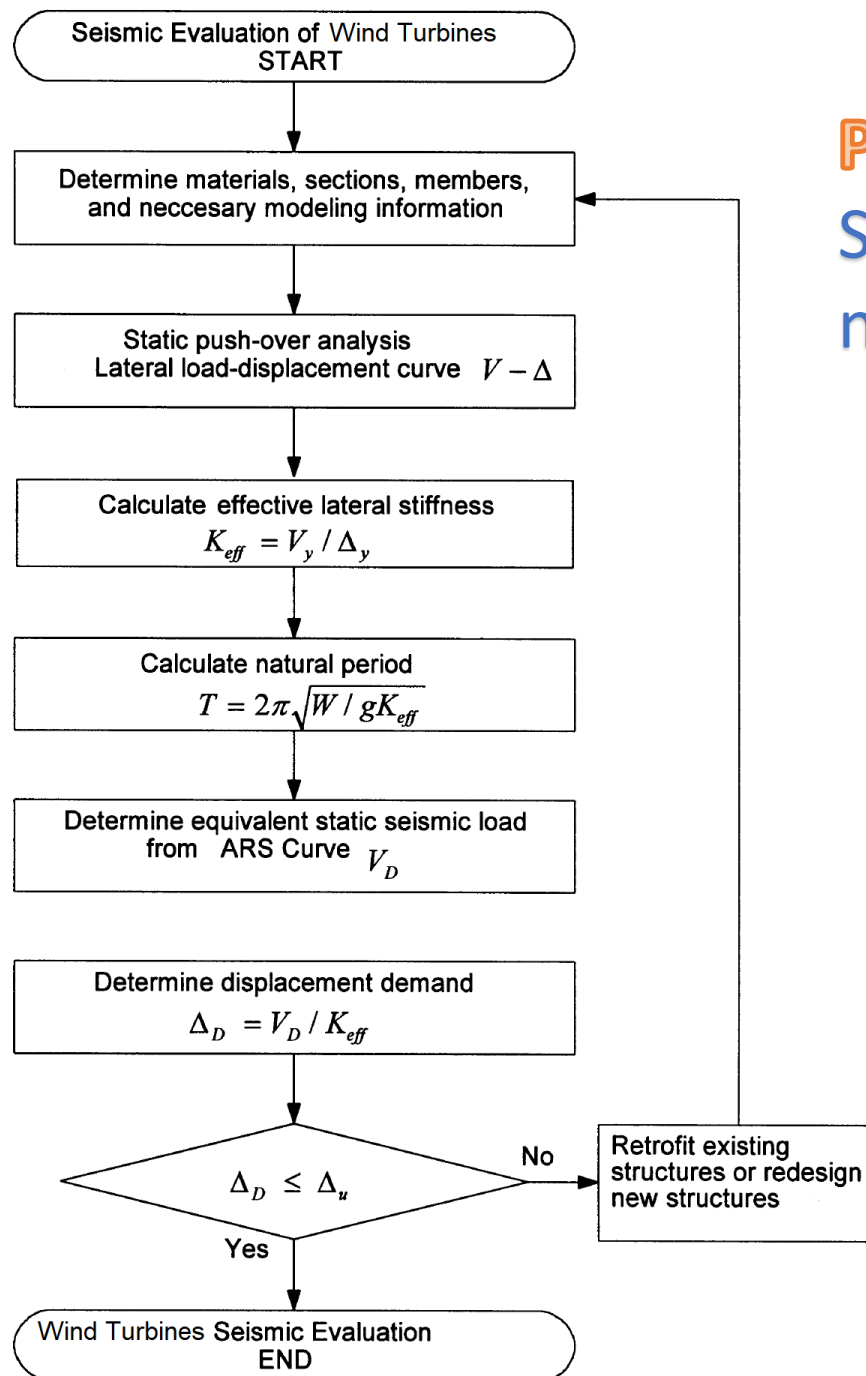 Seismic Evaluation of Wind Turbines
START
Determine materials, sections, members,
and neccesary modeling information
Static push-over analysis
Lateral load-displacement curve V − Δ
Calculate effective lateral stiffness
K_eff = V_y / Δ_y
Calculate natural period
T = 2π√(W / gK_eff)
Determine equivalent static seismic load
from ARS Curve V_D
Determine displacement demand
Δ_D = V_D / K_eff
Δ_D ≤ Δ_u
No
Retrofit existing
structures or redesign
new structures
Yes
Wind Turbines Seismic Evaluation
END